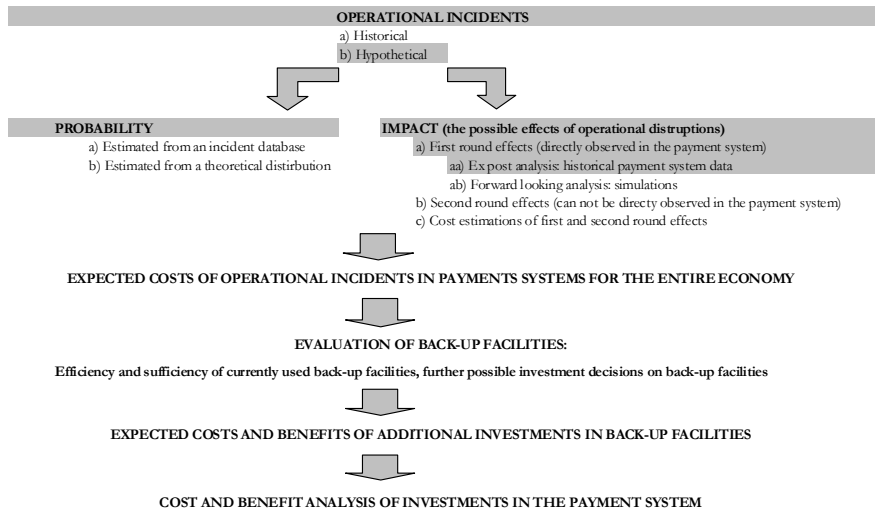 OPERATIONAL INCIDENTS
a) Historical
b) Hypothetical
PROBABILITY
a) Estimated from an incident database
b) Estimated from a theoretical distirbution
IMPACT (the possible effects of operational distruptions)
a) First round effects (directly observed in the payment system)
aa) Ex post analysis: historical payment system data
ab) Forward looking analysis: simulations
b) Second round effects (can not be direcly observed in the payment system)
c) Cost estimations of first and second round effects
EXPECTED COSTS OF OPERATIONAL INCIDENTS IN PAYMENTS SYSTEMS FOR THE ENTIRE ECONOMY
EVALUATION OF BACK-UP FACILITIES:
Efficiency and sufficiency of currently used back-up facilities, further possible investment decisions on back-up facilities
EXPECTED COSTS AND BENEFITS OF ADDITIONAL INVESTMENTS IN BACK-UP FACILITIES
COST AND BENEFIT ANALYSIS OF INVESTMENTS IN THE PAYMENT SYSTEM